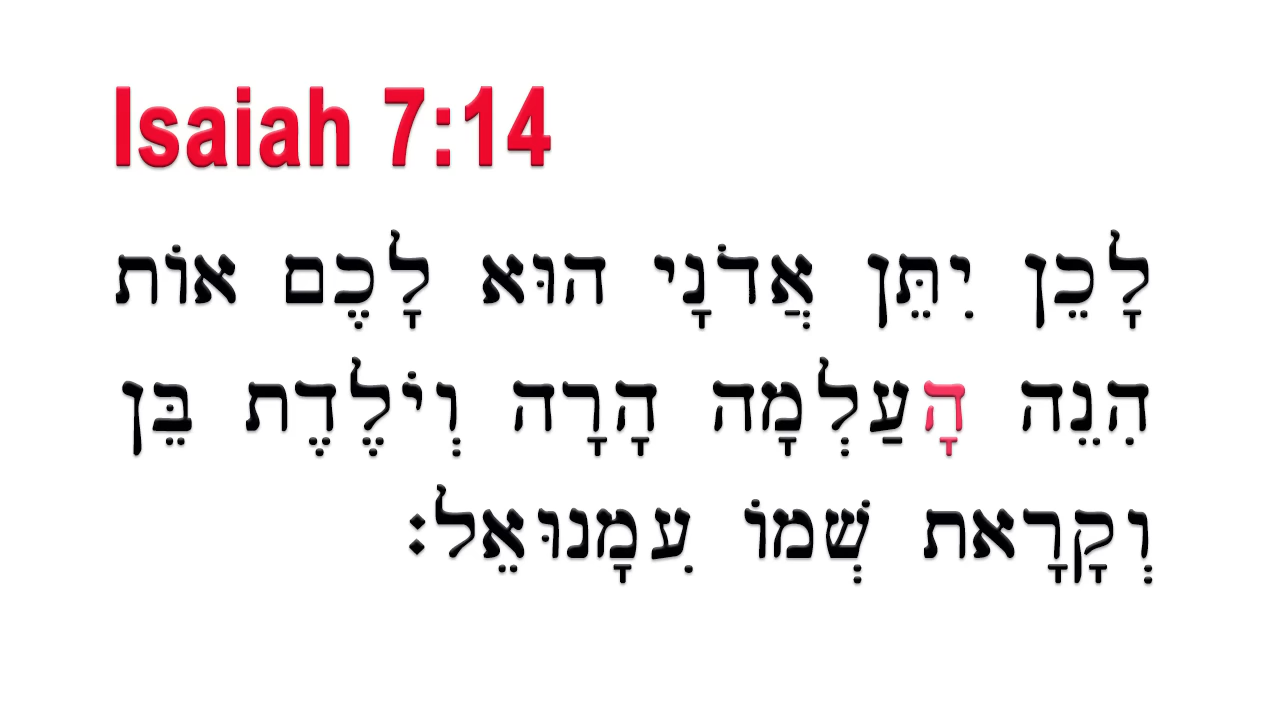 Isaiah 7:14
לָכֵן יִתֵּן אֲדֹנָי הוּא לָכֶם אוֹת
הִנֵה הָעַלְמָה הָרָה וְיֹלֶדֶת בֵּן
וְקָרָאת שְׁמוֹ עִמָנוּאֵל׃